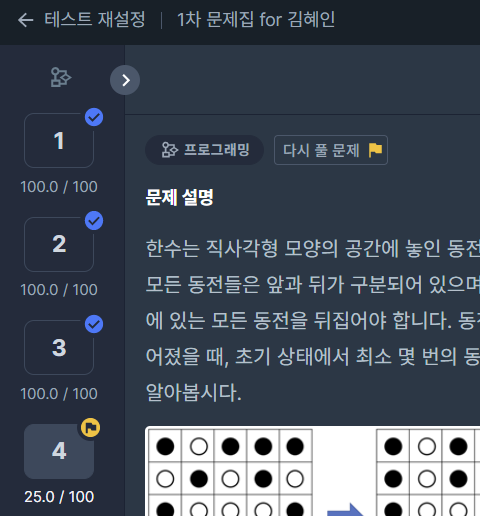 테스트 재설정 | 1차 문제집 for 김혜인
1
100.0 / 100
2
100.0 / 100
3
100.0 / 100
4
25.0 / 100
프로그래밍 다시 풀 문제
문제 설명
한수는 직사각형 모양의 공간에 놓인 동전
모든 동전들은 앞과 뒤가 구분되어 있으며
에 있는 모든 동전을 뒤집어야 합니다. 동
어졌을 때, 초기 상태에서 최소 몇 번의 동
알아봅시다.